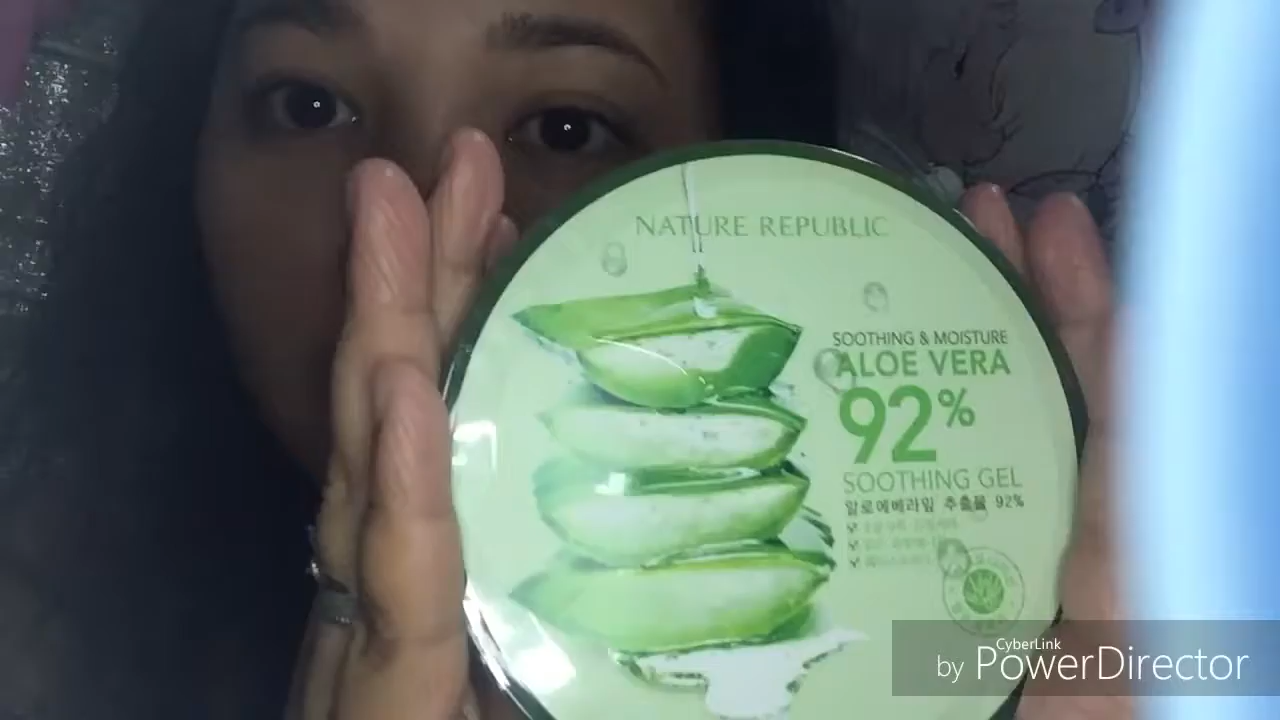 NATURE REPUBLIC
SOOTHING & MOISTURE
ALOE VERA
92%
SOOTHING GEL
알로에베라잎 추출물 92%
CyberLink
by PowerDirector